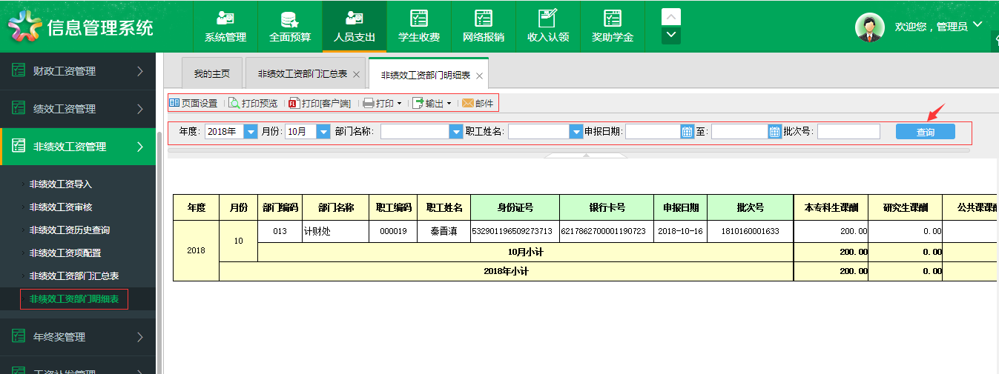 信息管理系统
系统管理 全面预算 人员支出 学生收费 网络报销 收入认领 奖助学金
欢迎您，管理员
财政工资管理
绩效工资管理
非绩效工资管理
非绩效工资导入
非绩效工资审核
非绩效工资历史查询
非绩效工资项配置
非绩效工资部门汇总表
非绩效工资部门明细表
年终奖管理
工资补发管理
我的主页 非绩效工资部门汇总表 非绩效工资部门明细表
页面设置 打印预览 打印[客户端] 打印 输出 邮件
年度: 2018年 月份: 10月 部门名称: 职工姓名: 申报日期: 至: 批次号: 查询
年度 月份 部门编码 部门名称 职工编码 职工姓名 身份证号 银行卡号 申报日期 批次号 本专科生课酬 研究生课酬 公共课课酬
2018 10 013 计财处 000019 秦晋滇 532901196509273713 6217862700001190723 2018-10-16 1810160001633 200.00 0.00
10月小计 200.00 0.00
2018年小计 200.00 0.00